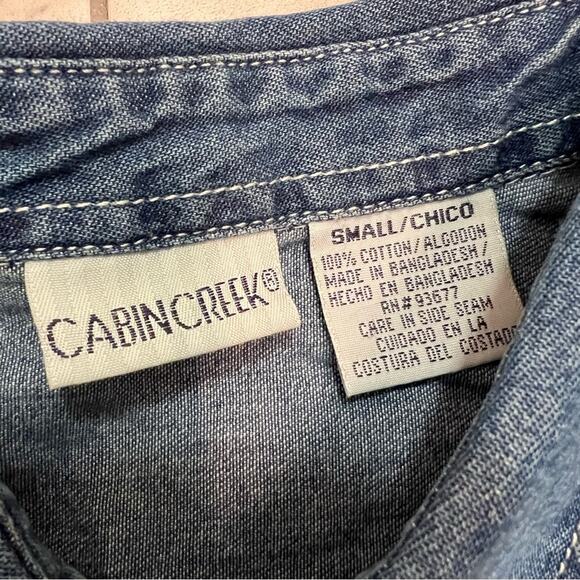 CABINCREEK®
SMALL/CHICO
100% COTTON/ALGODON
MADE IN BANGLADESH/
HECHO EN BANGLADESH
RN# 93677
CARE IN SIDE SEAM
CUIDADO EN LA
COSTURA DEL COSTADO